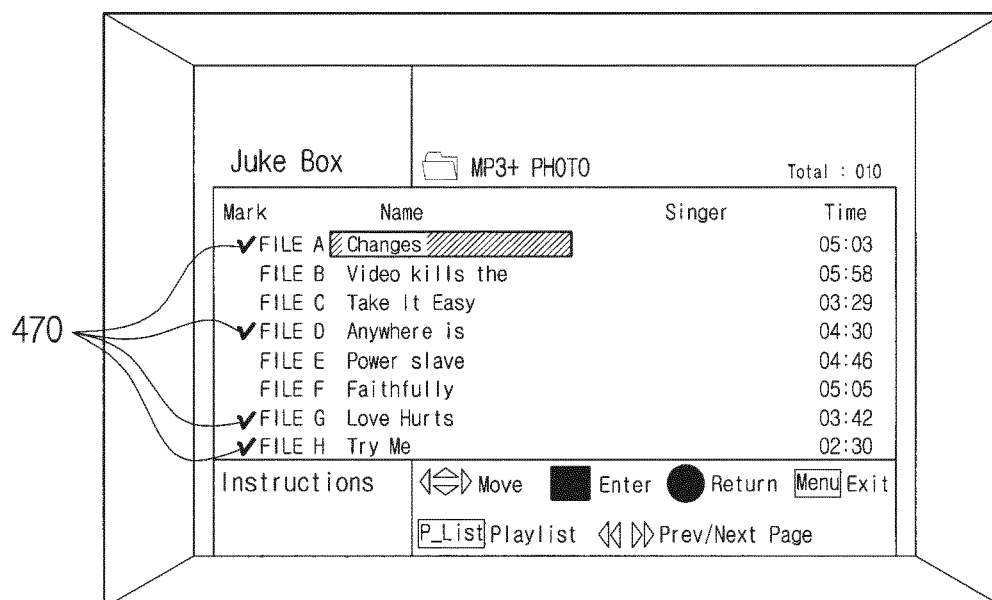 Juke Box
MP3+ PHOTO
Total : 010
Mark Name Singer Time
✔FILE A Changes 05:03
FILE B Video kills the 05:58
FILE C Take It Easy 03:29
470
✔FILE D Anywhere is 04:30
FILE E Power slave 04:46
FILE F Faithfully 05:05
✔FILE G Love Hurts 03:42
✔FILE H Try Me 02:30
Instructions Move Enter Return Menu Exit
P_List Playlist Prev/Next Page